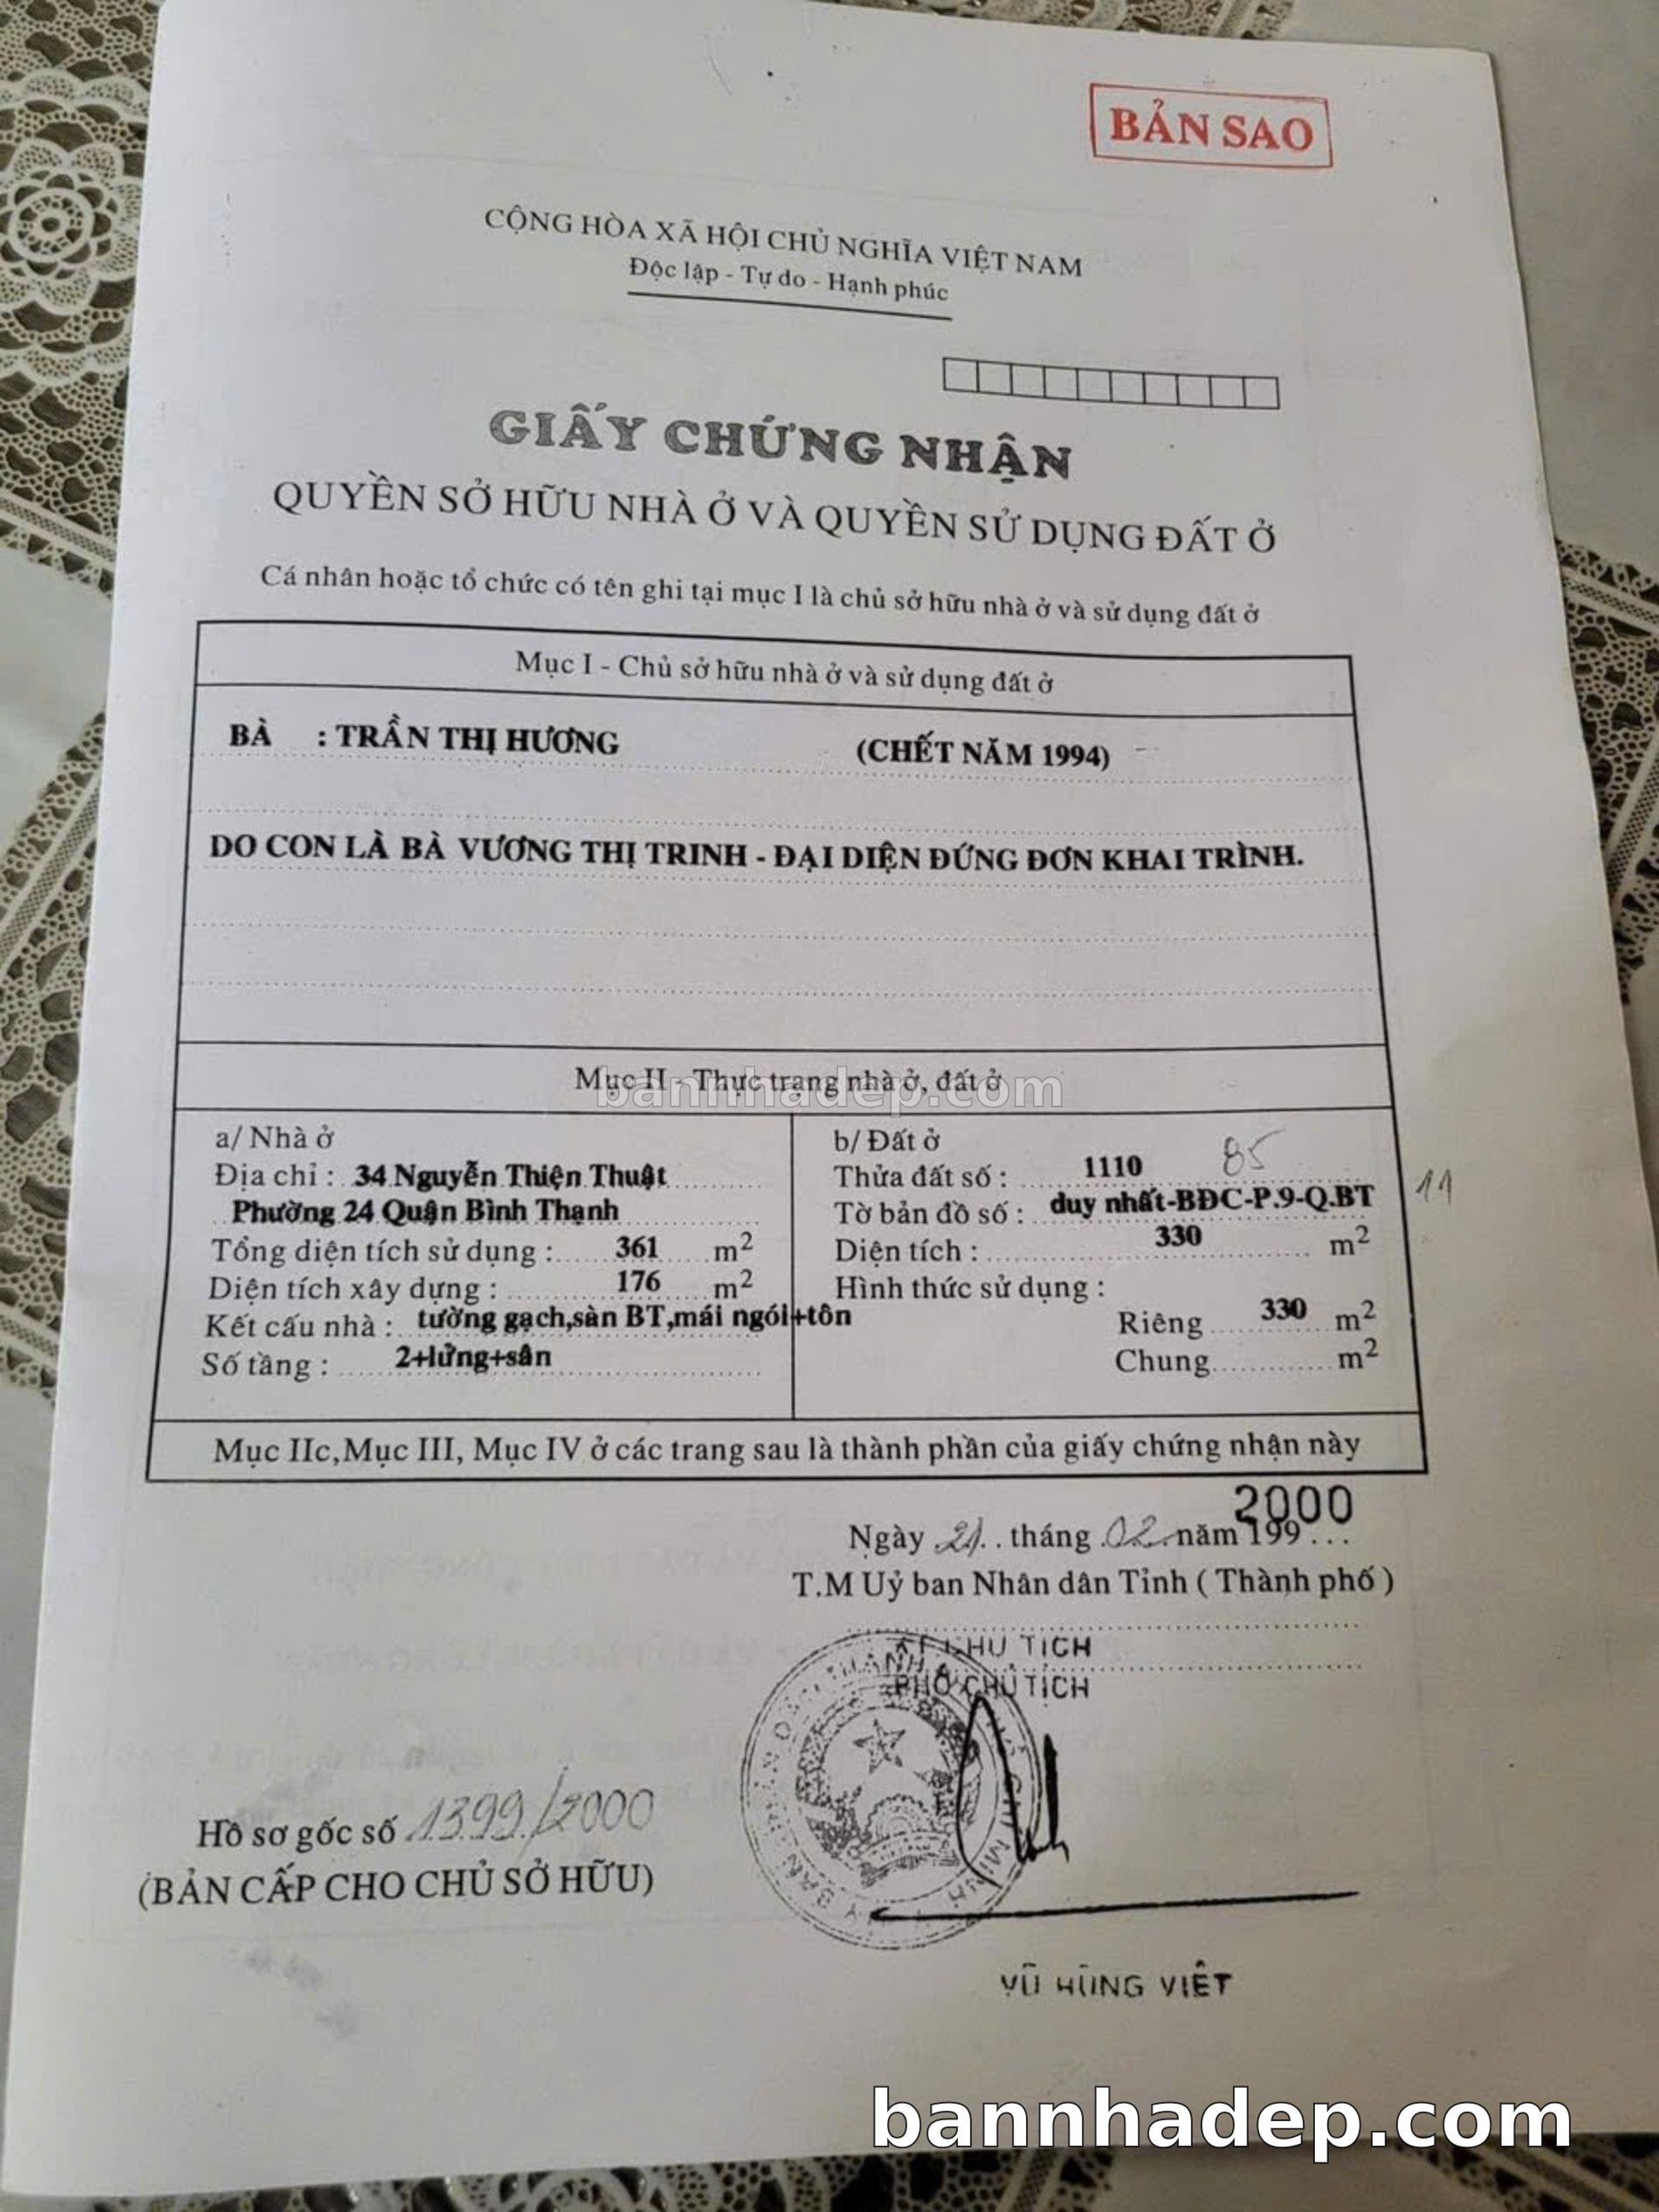 BẢN SAO
CỘNG HÒA XÃ HỘI CHỦ NGHĨA VIỆT NAM
Độc lập - Tự do - Hạnh phúc
GIẤY CHỨNG NHẬN
QUYỀN SỞ HỮU NHÀ Ở VÀ QUYỀN SỬ DỤNG ĐẤT Ở
Cá nhân hoặc tổ chức có tên ghi tại mục I là chủ sở hữu nhà ở và sử dụng đất ở
Mục I - Chủ sở hữu nhà ở và sử dụng đất ở
BÀ : TRẦN THỊ HƯƠNG (CHẾT NĂM 1994)
DO CON LÀ BÀ VƯƠNG THỊ TRINH - ĐẠI DIỆN ĐỨNG ĐƠN KHAI TRÌNH.
Mục II - Thực trạng nhà ở, đất ở
bannhadep.com
a/ Nhà ở
Địa chỉ : 34 Nguyễn Thiện Thuật
Phường 24 Quận Bình Thạnh
Tổng diện tích sử dụng : 361 m2
Diện tích xây dựng : 176 m2
Kết cấu nhà : tường gạch,sàn BT,mái ngói+tôn
Số tầng : 2+lửng+sân
b/ Đất ở
Thửa đất số : 1110 85
Tờ bản đồ số : duy nhất-BĐC-P.9-Q.BT 11
Diện tích : 330 m2
Hình thức sử dụng :
Riêng 330 m2
Chung m2
Mục IIc, Mục III, Mục IV ở các trang sau là thành phần của giấy chứng nhận này
2000
Ngày 21 tháng 02 năm 199...
T.M Uỷ ban Nhân dân Tỉnh ( Thành phố )
KT CHỦ TỊCH
PHÓ CHỦ TỊCH
Hồ sơ gốc số 1399/2000
(BẢN CẤP CHO CHỦ SỞ HỮU)
VŨ HÙNG VIỆT
bannhadep.com